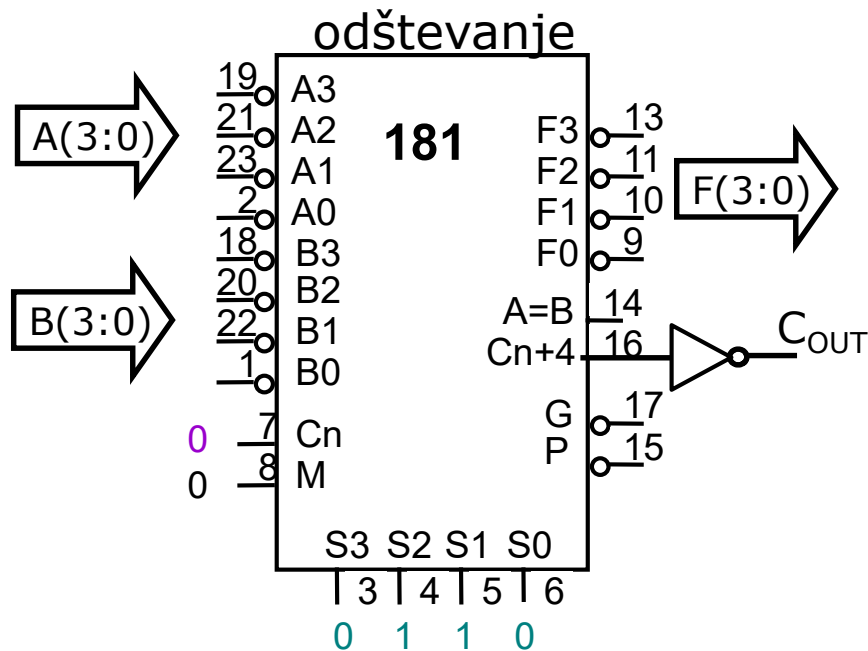 odštevanje
A(3:0)
B(3:0)
181
19 A3
21 A2
23 A1
2 A0
18 B3
20 B2
22 B1
1 B0
0 7 Cn
0 8 M
F3 13
F2 11
F1 10
F0 9
F(3:0)
A=B 14
Cn+4 16 COUT
G 17
P 15
S3 S2 S1 S0
3 4 5 6
0 1 1 0